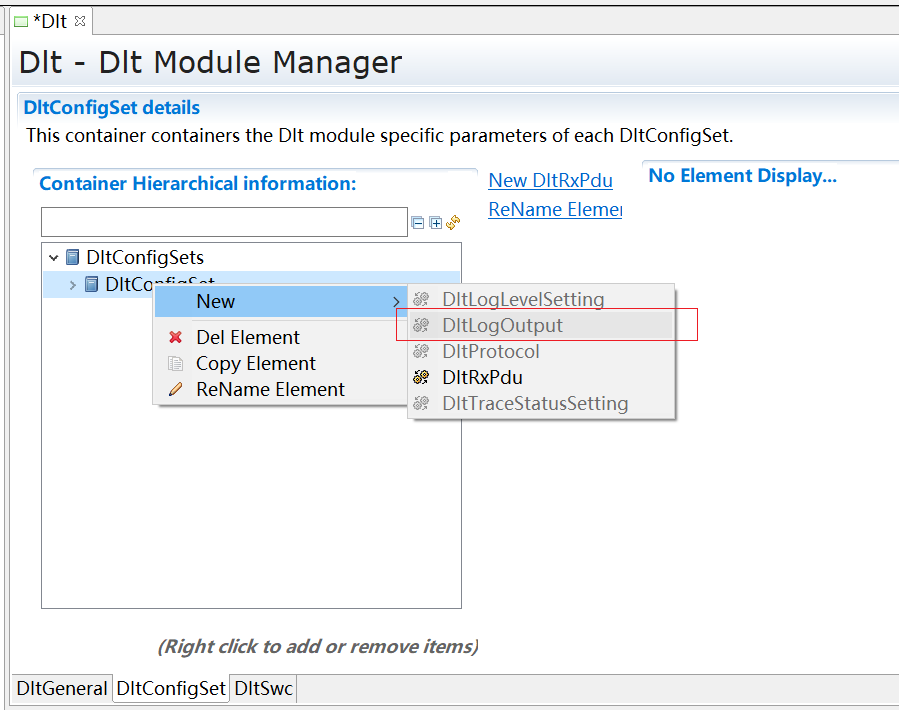 *Dlt
Dlt - Dlt Module Manager
DltConfigSet details
This container containers the Dlt module specific parameters of each DltConfigSet.
Container Hierarchical information:
New DltRxPdu
ReName Elemer
No Element Display...
DltConfigSets
DltConfigSet
New
Del Element
Copy Element
ReName Element
DltLogLevelSetting
DltLogOutput
DltProtocol
DltRxPdu
DltTraceStatusSetting
(Right click to add or remove items)
DltGeneral
DltConfigSet
DltSwc